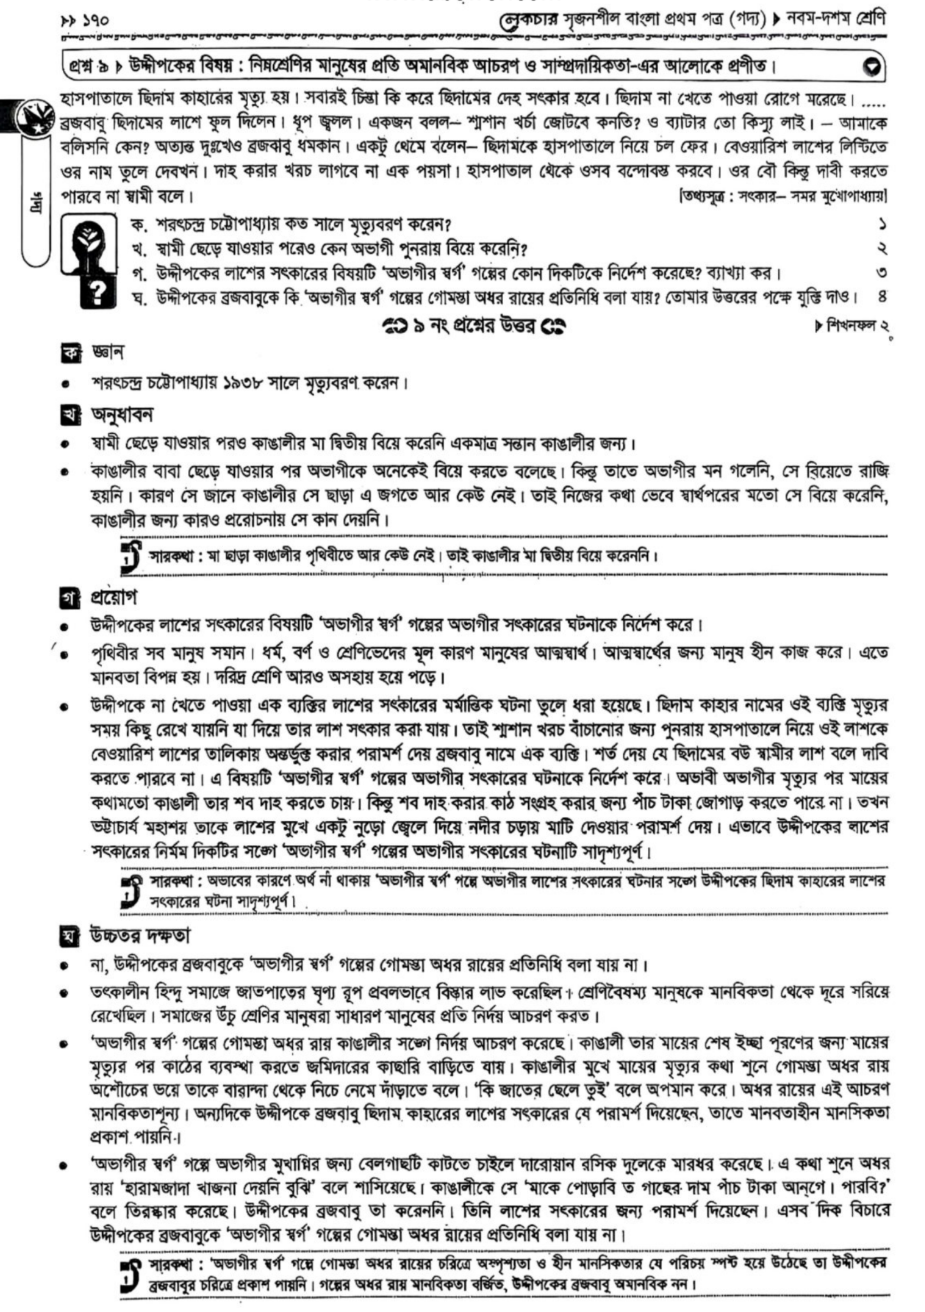 ▶▶ ১৭০
লেকচার সৃজনশীল বাংলা প্রথম পত্র (গদ্য) ▶ নবম-দশম শ্রেণি
প্রশ্ন ৯ ▶ উদ্দীপকের বিষয় : নিম্নশ্রেণির মানুষের প্রতি অমানবিক আচরণ ও সাম্প্রদায়িকতা-এর আলোকে প্রণীত।
হাসপাতালে ছিদাম কাহারের মৃত্যু হয়। সবারই চিন্তা কি করে ছিদামের দেহ সৎকার হবে। ছিদাম না খেতে পাওয়া রোগে মরেছে। .....
ব্রজবাবু ছিদামের লাশে ফুল দিলেন। ধূপ জ্বলল। একজন বলল– শ্মশান খর্চা জোটবে কনতি? ও ব্যাটার তো কিস্যু লাই। – আমাকে
বলিসনি কেন? অত্যন্ত দুঃখেও ব্রজবাবু ধমকান। একটু থেমে বলেন– ছিদামকে হাসপাতালে নিয়ে চল ফের। বেওয়ারিশ লাশের লিস্টিতে
ওর নাম তুলে দেবখন। দাহ করার খরচ লাগবে না এক পয়সা। হাসপাতাল থেকে ওসব বন্দোবস্ত করবে। ওর বৌ কিন্তু দাবী করতে
পারবে না স্বামী বলে।
[তথ্যসূত্র : সৎকার– সমর মুখোপাধ্যায়]
গদ্য
ক. শরৎচন্দ্র চট্টোপাধ্যায় কত সালে মৃত্যুবরণ করেন? ১
খ. স্বামী ছেড়ে যাওয়ার পরেও কেন অভাগী পুনরায় বিয়ে করেনি? ২
গ. উদ্দীপকের লাশের সৎকারের বিষয়টি ‘অভাগীর স্বর্গ’ গল্পের কোন দিকটিকে নির্দেশ করেছে? ব্যাখ্যা কর। ৩
ঘ. উদ্দীপকের ব্রজবাবুকে কি ‘অভাগীর স্বর্গ’ গল্পের গোমস্তা অধর রায়ের প্রতিনিধি বলা যায়? তোমার উত্তরের পক্ষে যুক্তি দাও। ৪
?
৯ নং প্রশ্নের উত্তর
▶ শিখনফল ২
ক জ্ঞান
• শরৎচন্দ্র চট্টোপাধ্যায় ১৯৩৮ সালে মৃত্যুবরণ করেন।
খ অনুধাবন
• স্বামী ছেড়ে যাওয়ার পরও কাঙালীর মা দ্বিতীয় বিয়ে করেনি একমাত্র সন্তান কাঙালীর জন্য।
• কাঙালীর বাবা ছেড়ে যাওয়ার পর অভাগীকে অনেকেই বিয়ে করতে বলেছে। কিন্তু তাতে অভাগীর মন গলেনি, সে বিয়েতে রাজি
হয়নি। কারণ সে জানে কাঙালীর সে ছাড়া এ জগতে আর কেউ নেই। তাই নিজের কথা ভেবে স্বার্থপরের মতো সে বিয়ে করেনি,
কাঙালীর জন্য কারও প্ররোচনায় সে কান দেয়নি।
সারকথা : মা ছাড়া কাঙালীর পৃথিবীতে আর কেউ নেই। তাই কাঙালীর মা দ্বিতীয় বিয়ে করেননি।
গ প্রয়োগ
• উদ্দীপকের লাশের সৎকারের বিষয়টি ‘অভাগীর স্বর্গ’ গল্পের অভাগীর সৎকারের ঘটনাকে নির্দেশ করে।
• পৃথিবীর সব মানুষ সমান। ধর্ম, বর্ণ ও শ্রেণিভেদের মূল কারণ মানুষের আত্মস্বার্থ। আত্মস্বার্থের জন্য মানুষ হীন কাজ করে। এতে
মানবতা বিপন্ন হয়। দরিদ্র শ্রেণি আরও অসহায় হয়ে পড়ে।
• উদ্দীপকে না খেতে পাওয়া এক ব্যক্তির লাশের সৎকারের মর্মান্তিক ঘটনা তুলে ধরা হয়েছে। ছিদাম কাহার নামের ওই ব্যক্তি মৃত্যুর
সময় কিছু রেখে যায়নি যা দিয়ে তার লাশ সৎকার করা যায়। তাই শ্মশান খরচ বাঁচানোর জন্য পুনরায় হাসপাতালে নিয়ে ওই লাশকে
বেওয়ারিশ লাশের তালিকায় অন্তর্ভুক্ত করার পরামর্শ দেয় ব্রজবাবু নামে এক ব্যক্তি। শর্ত দেয় যে ছিদামের বউ স্বামীর লাশ বলে দাবি
করতে পারবে না। এ বিষয়টি ‘অভাগীর স্বর্গ’ গল্পের অভাগীর সৎকারের ঘটনাকে নির্দেশ করে। অভাবী অভাগীর মৃত্যুর পর মায়ের
কথামতো কাঙালী তার শব দাহ করতে চায়। কিন্তু শব দাহ করার কাঠ সংগ্রহ করার জন্য পাঁচ টাকা জোগাড় করতে পারে না। তখন
ভট্টাচার্য মহাশয় তাকে লাশের মুখে একটু নুড়ো জ্বেলে দিয়ে নদীর চড়ায় মাটি দেওয়ার পরামর্শ দেয়। এভাবে উদ্দীপকের লাশের
সৎকারের নির্মম দিকটির সঙ্গে ‘অভাগীর স্বর্গ’ গল্পের অভাগীর সৎকারের ঘটনাটি সাদৃশ্যপূর্ণ।
সারকথা : অভাবের কারণে অর্থ না থাকায় ‘অভাগীর স্বর্গ’ গল্পে অভাগীর লাশের সৎকারের ঘটনার সঙ্গে উদ্দীপকের ছিদাম কাহারের লাশের
সৎকারের ঘটনা সাদৃশ্যপূর্ণ।
ঘ উচ্চতর দক্ষতা
• না, উদ্দীপকের ব্রজবাবুকে ‘অভাগীর স্বর্গ’ গল্পের গোমস্তা অধর রায়ের প্রতিনিধি বলা যায় না।
• তৎকালীন হিন্দু সমাজে জাতপাতের ঘৃণ্য রূপ প্রবলভাবে বিস্তার লাভ করেছিল। শ্রেণিবৈষম্য মানুষকে মানবিকতা থেকে দূরে সরিয়ে
রেখেছিল। সমাজের উঁচু শ্রেণির মানুষরা সাধারণ মানুষের প্রতি নির্দয় আচরণ করত।
• ‘অভাগীর স্বর্গ’ গল্পের গোমস্তা অধর রায় কাঙালীর সঙ্গে নির্দয় আচরণ করেছে। কাঙালী তার মায়ের শেষ ইচ্ছা পূরণের জন্য মায়ের
মৃত্যুর পর কাঠের ব্যবস্থা করতে জমিদারের কাছারি বাড়িতে যায়। কাঙালীর মুখে মায়ের মৃত্যুর কথা শুনে গোমস্তা অধর রায়
অশৌচের ভয়ে তাকে বারান্দা থেকে নিচে নেমে দাঁড়াতে বলে। ‘কি জাতের ছেলে তুই’ বলে অপমান করে। অধর রায়ের এই আচরণ
মানবিকতাশূন্য। অন্যদিকে উদ্দীপকে ব্রজবাবু ছিদাম কাহারের লাশের সৎকারের যে পরামর্শ দিয়েছেন, তাতে মানবতাহীন মানসিকতা
প্রকাশ পায়নি।
• ‘অভাগীর স্বর্গ’ গল্পে অভাগীর মুখাগ্নির জন্য বেলগাছটি কাটতে চাইলে দারোয়ান রসিক দুলেকে মারধর করেছে। এ কথা শুনে অধর
রায় ‘হারামজাদা খাজনা দেয়নি বুঝি’ বলে শাসিয়েছে। কাঙালীকে সে ‘মাকে পোড়াবি ত গাছের দাম পাঁচ টাকা আন্‌গে। পারবি?’
বলে তিরস্কার করেছে। উদ্দীপকের ব্রজবাবু তা করেননি। তিনি লাশের সৎকারের জন্য পরামর্শ দিয়েছেন। এসব দিক বিচারে
উদ্দীপকের ব্রজবাবুকে ‘অভাগীর স্বর্গ’ গল্পের গোমস্তা অধর রায়ের প্রতিনিধি বলা যায় না।
সারকথা : ‘অভাগীর স্বর্গ’ গল্পে গোমস্তা অধর রায়ের চরিত্রে অস্পৃশ্যতা ও হীন মানসিকতার যে পরিচয় স্পষ্ট হয়ে উঠেছে তা উদ্দীপকের
ব্রজবাবুর চরিত্রে প্রকাশ পায়নি। গল্পের অধর রায় মানবিকতা বর্জিত, উদ্দীপকের ব্রজবাবু অমানবিক নন।